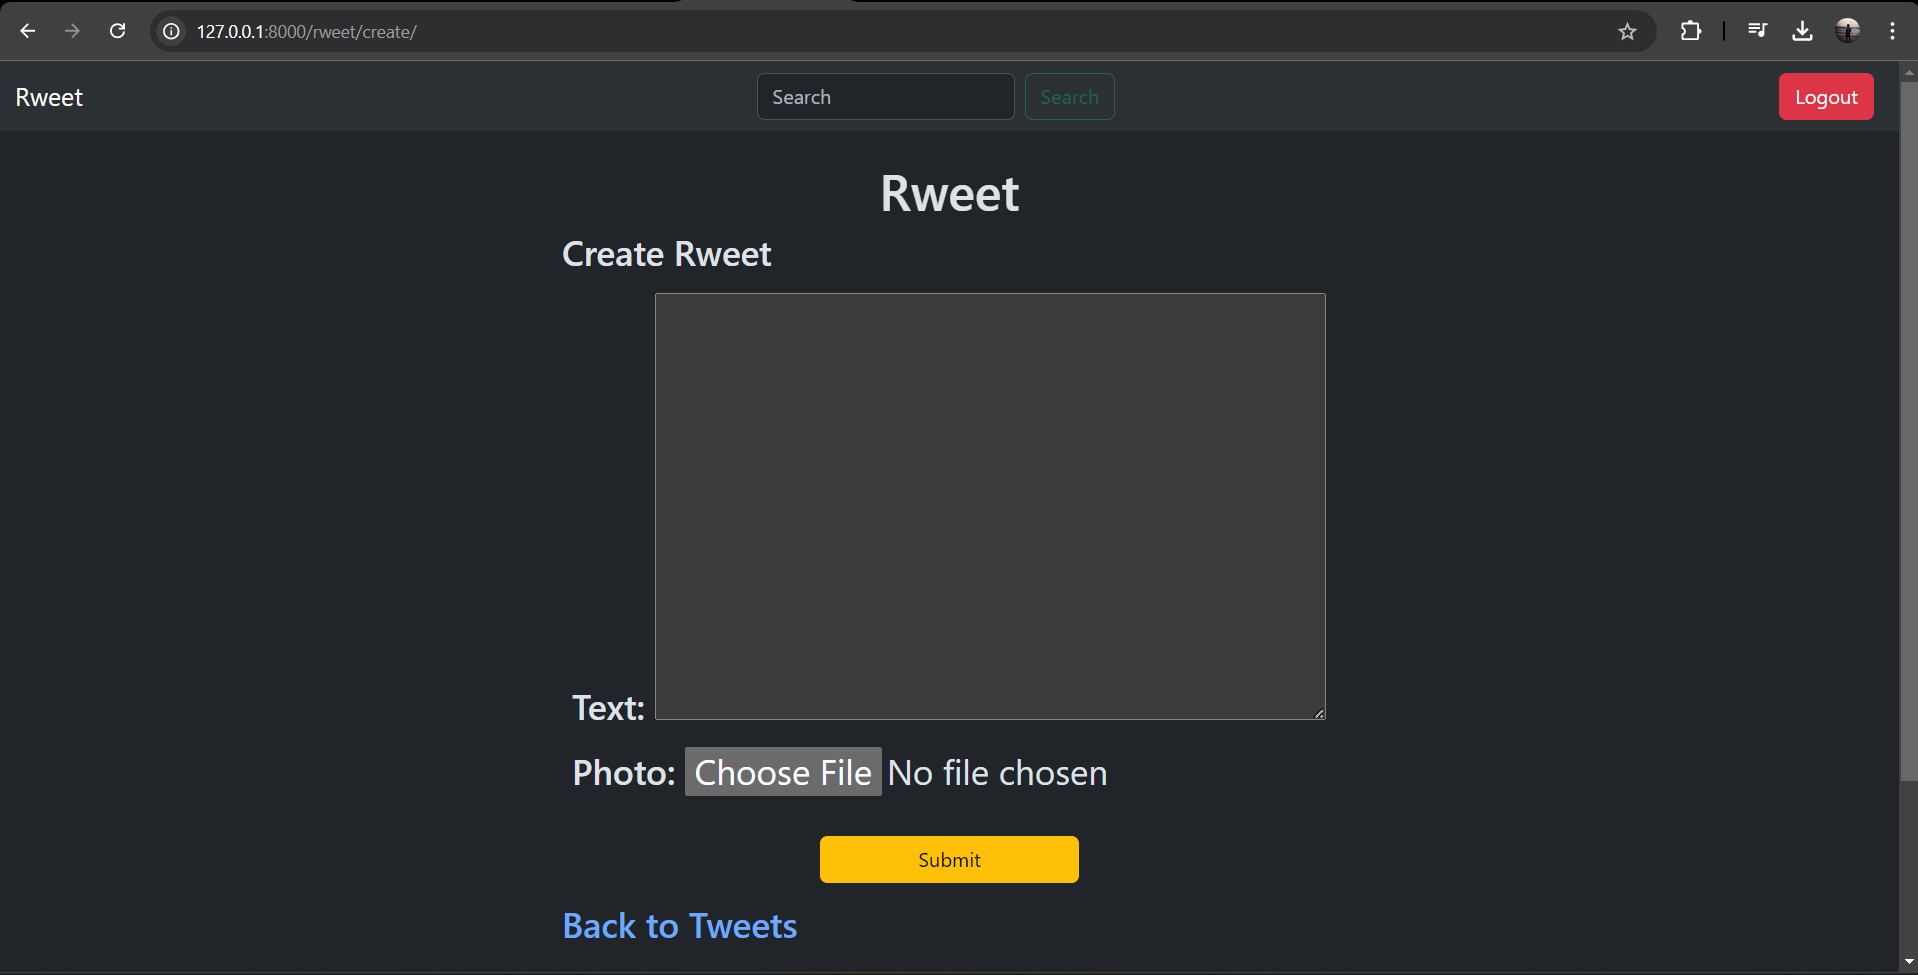 127.0.0.1:8000/rweet/create/
Rweet
Search
Search
Logout
Rweet
Create Rweet
Text:
Photo: Choose File No file chosen
Submit
Back to Tweets